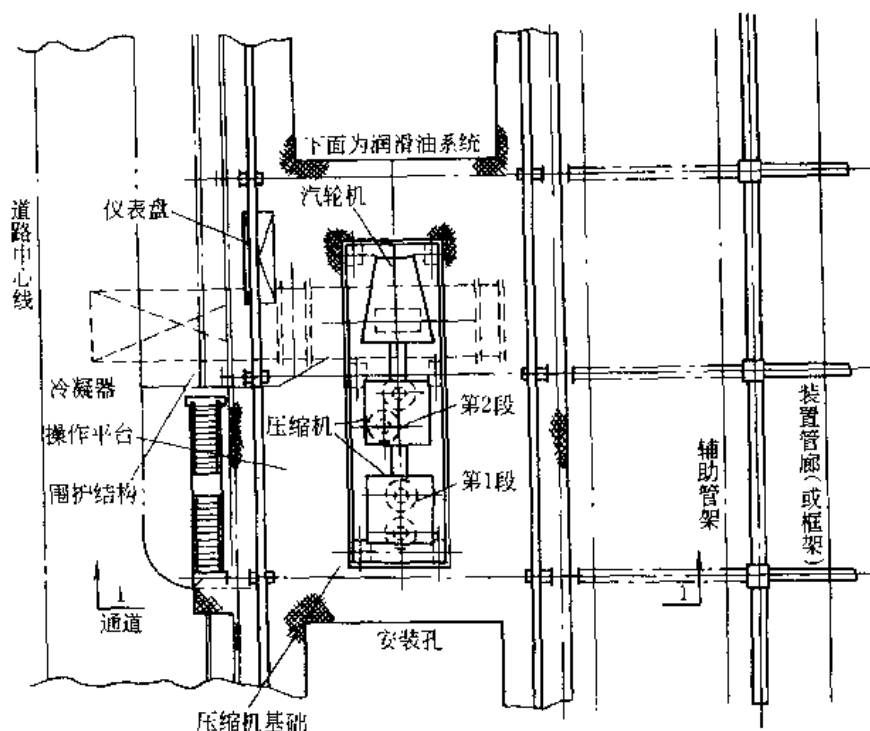 下面为润滑油系统
汽轮机
仪表盘
道路中心线
冷凝器
第2段
压缩机
操作平台
第1段
围护结构
辅助管架
装置管廊(或框架)
1
通道
1
安装孔
压缩机基础